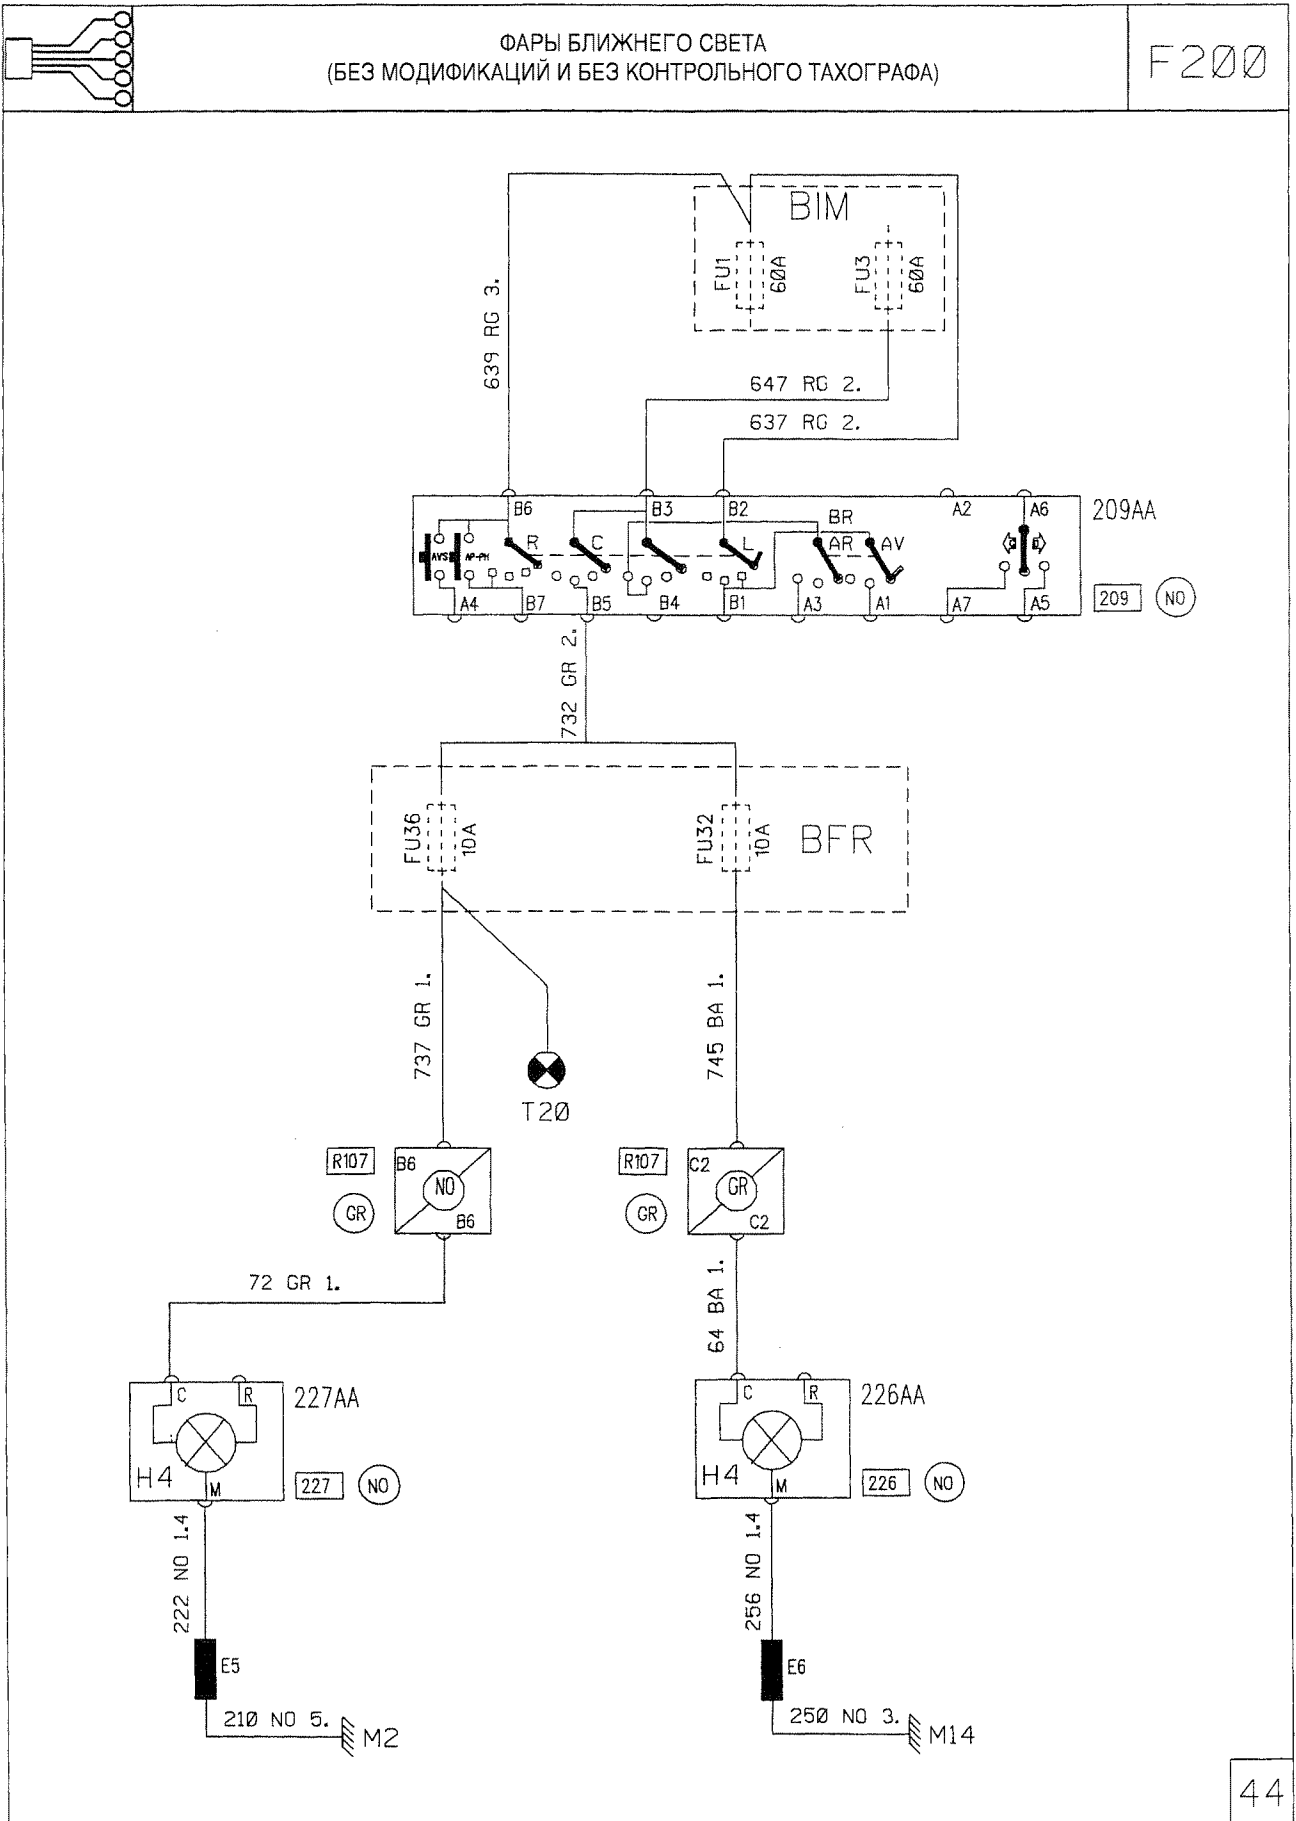 ФАРЫ БЛИЖНЕГО СВЕТА
(БЕЗ МОДИФИКАЦИЙ И БЕЗ КОНТРОЛЬНОГО ТАХОГРАФА)
F200
BIM
FU1
60A
FU3
60A
639 RG 3.
647 RG 2.
637 RG 2.
B6
B3
B2
A2
A6
209AA
BR
AVS
AP-PH
R
C
L
AR
AV
G
D
A4
B7
B5
B4
B1
A3
A1
A7
A5
209
NO
732 GR 2.
FU36
10A
FU32
10A
BFR
737 GR 1.
745 BA 1.
T20
R107
B6
NO
GR
B6
R107
C2
GR
GR
C2
72 GR 1.
64 BA 1.
C
R
227AA
H4
M
227
NO
C
R
226AA
H4
M
226
NO
222 NO 1.4
256 NO 1.4
E5
E6
210 NO 5.
M2
250 NO 3.
M14
44